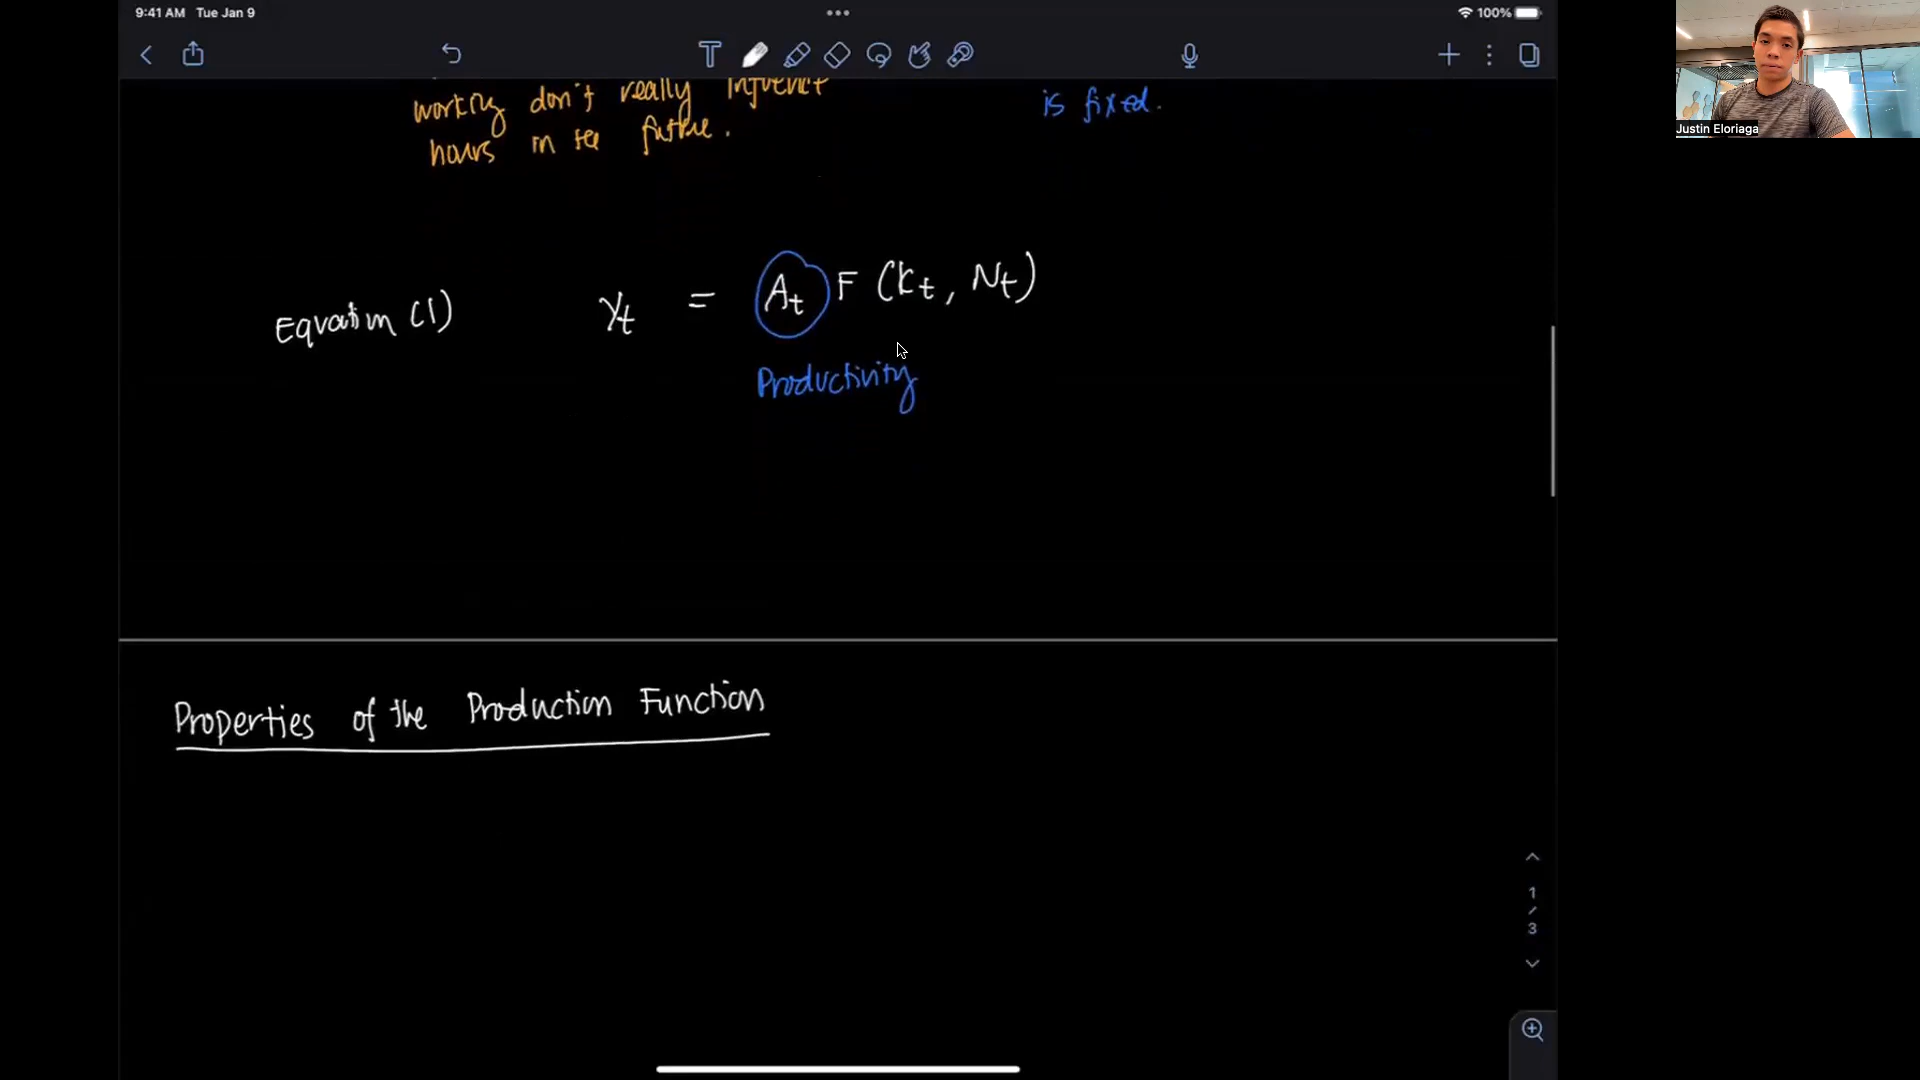 9:41 AM Tue Jan 9
100%
Justin Eloriaga
working don't really influence
hours in the future.
is fixed.
Equation (1) Yt = At F (Kt, Nt)
Productivity
Properties of the Production Function
1
/
3